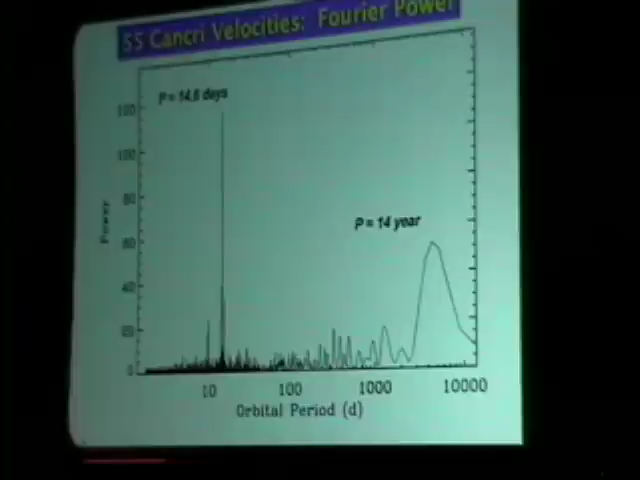 55 Cancri Velocities: Fourier Power
P = 14.6 days
120
100
80
60
40
20
0
Power
P = 14 year
10 100 1000 10000
Orbital Period (d)